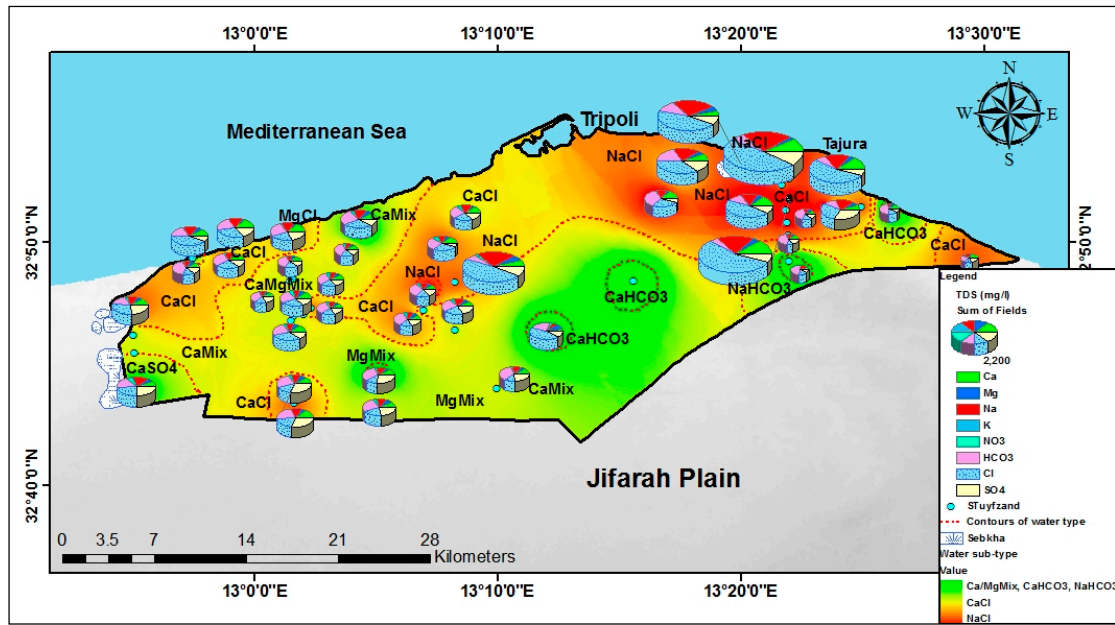 13°0'0"E 13°10'0"E 13°20'0"E 13°30'0"E
N
W E
S
Mediterranean Sea
Tripoli
Tajura
NaCl
NaCl
NaCl
CaCl
CaCl
MgCl
CaMix
CaCl
NaCl
CaHCO3
CaCl
32°50'0"N
32°50'0"N
CaMgMix
NaCl
CaHCO3
NaHCO3
CaCl
CaCl
CaHCO3
CaMix
MgMix
CaSO4
CaMix
CaCl
MgMix
Jifarah Plain
32°40'0"N
0 3.5 7 14 21 28
Kilometers
13°0'0"E 13°10'0"E 13°20'0"E
Legend
TDS (mg/l)
Sum of Fields
2,200
Ca
Mg
Na
K
NO3
HCO3
Cl
SO4
STuyfzand
Contours of water type
Sebkha
Water sub-type
Value
Ca/MgMix, CaHCO3, NaHCO3
CaCl
NaCl